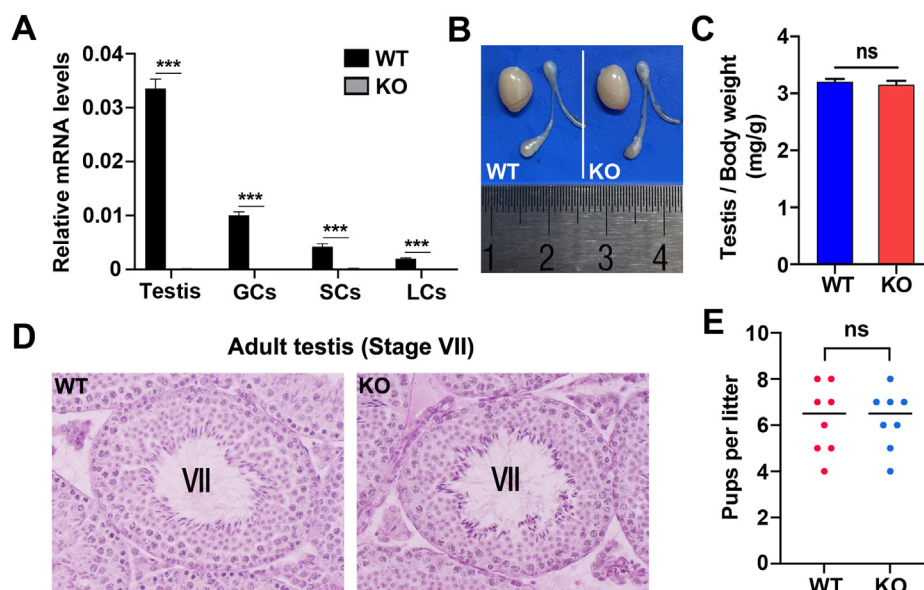 A
Relative mRNA levels
0.04
0.03
0.02
0.01
0
***
***
***
***
WT
KO
Testis
GCs
SCs
LCs
B
WT
KO
1 2 3 4
C
Testis / Body weight
(mg/g)
4
3
2
1
0
ns
WT
KO
D
Adult testis (Stage VII)
WT
VII
KO
VII
E
Pups per litter
10
8
6
4
2
0
ns
WT
KO